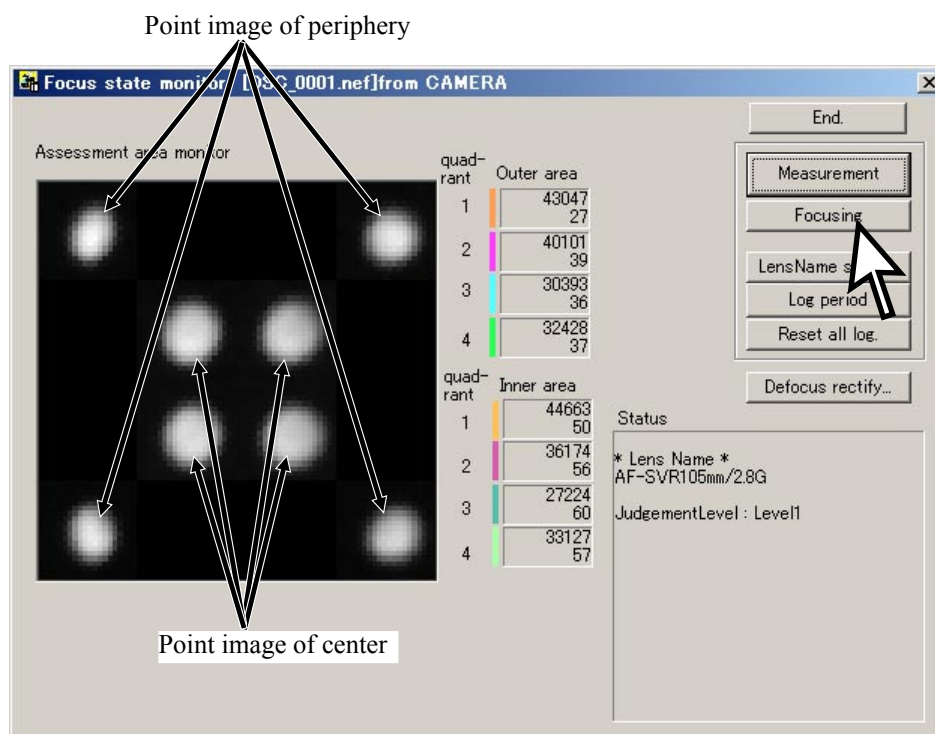 Point image of periphery
Focus state monitor [DSC_0001.nef]from CAMERA
End.
Assessment area monitor
quad-
rant
Outer area
1
43047
27
2
40101
39
3
30393
36
4
32428
37
quad-
rant
Inner area
1
44663
50
2
36174
56
3
27224
60
4
33127
57
Measurement
Focusing
LensName s
Log period
Reset all log.
Defocus rectify...
Status
* Lens Name *
AF-SVR105mm/2.8G
JudgementLevel : Level1
Point image of center